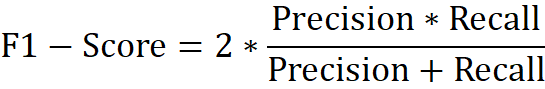 F1 − Score = 2 * Precision * Recall / Precision + Recall